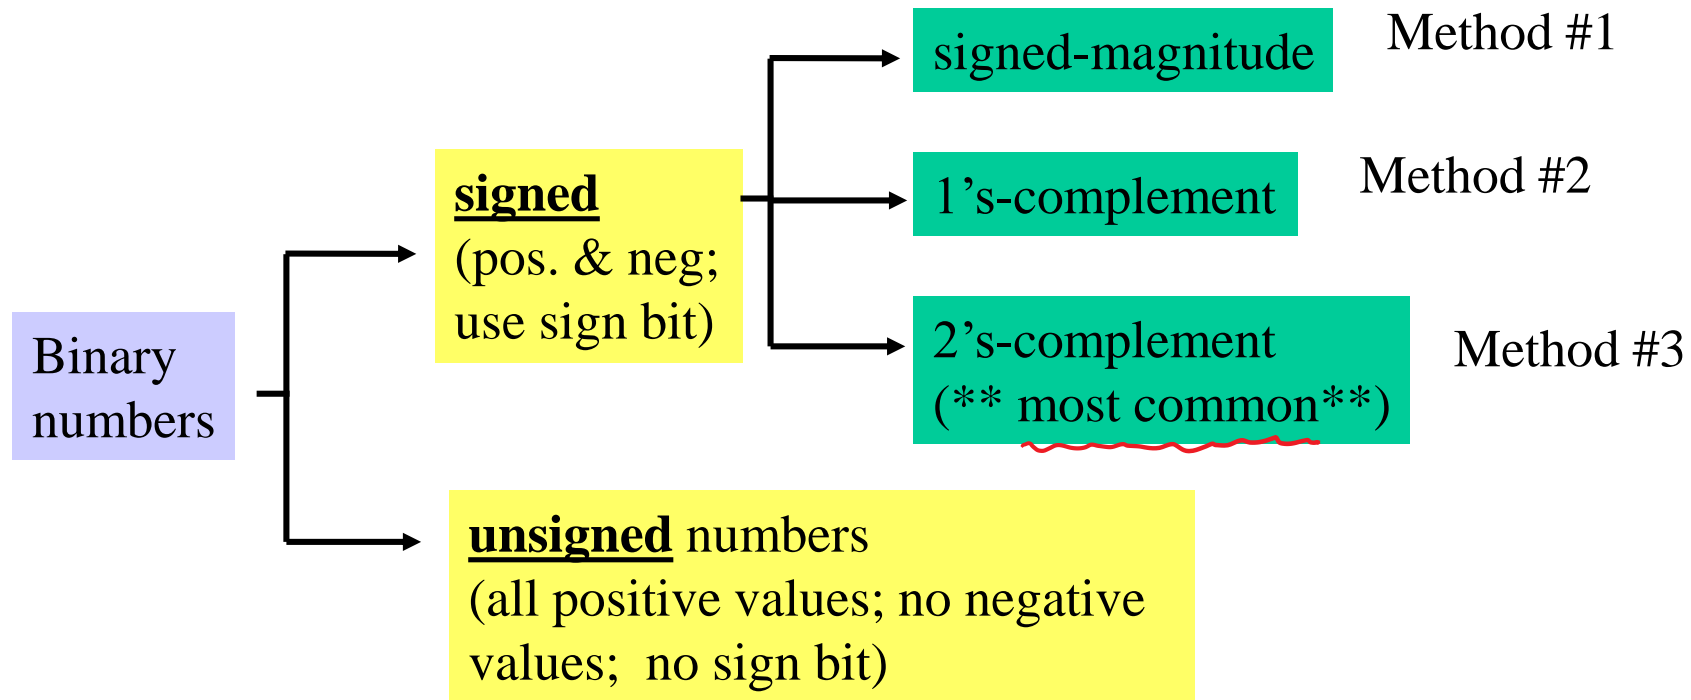 signed-magnitude
Method #1
1’s-complement
Method #2
signed
(pos. & neg;
use sign bit)
2’s-complement
(** most common**)
Method #3
Binary
numbers
unsigned numbers
(all positive values; no negative
values;  no sign bit)